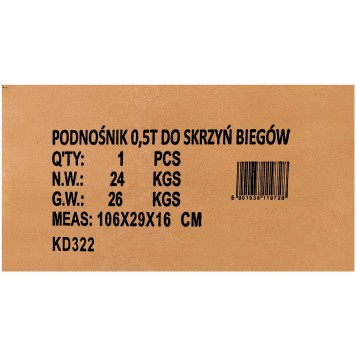 PODNOŚNIK 0,5T DO SKRZYŃ BIEGÓW
Q'TY: 1 PCS
N.W.: 24 KGS
G.W.: 26 KGS
MEAS: 106X29X16 CM
KD322